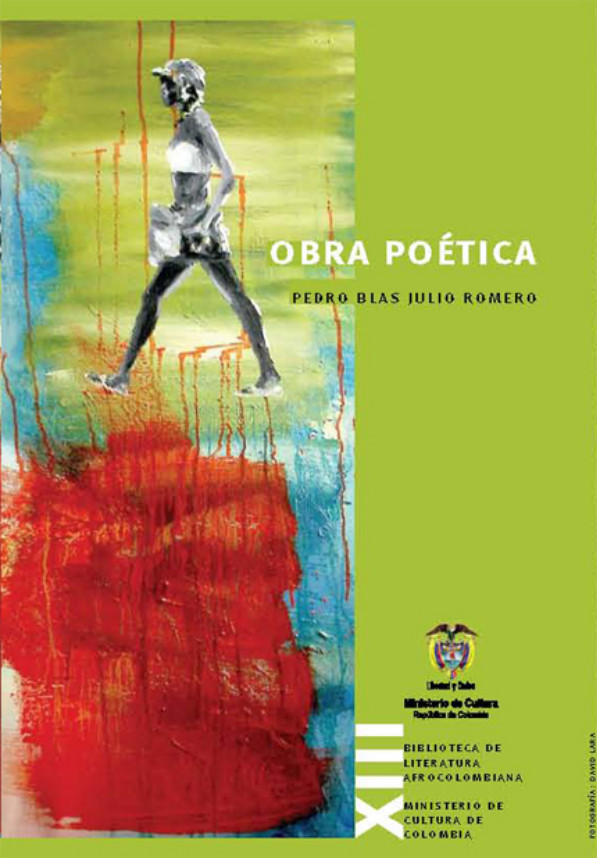 OBRA POÉTICA
PEDRO BLAS JULIO ROMERO
Libertad y Orden
Ministerio de Cultura
República de Colombia
XIII
BIBLIOTECA DE
LITERATURA
AFROCOLOMBIANA
MINISTERIO DE
CULTURA DE
COLOMBIA
FOTOGRAFÍA: DAVID LARA